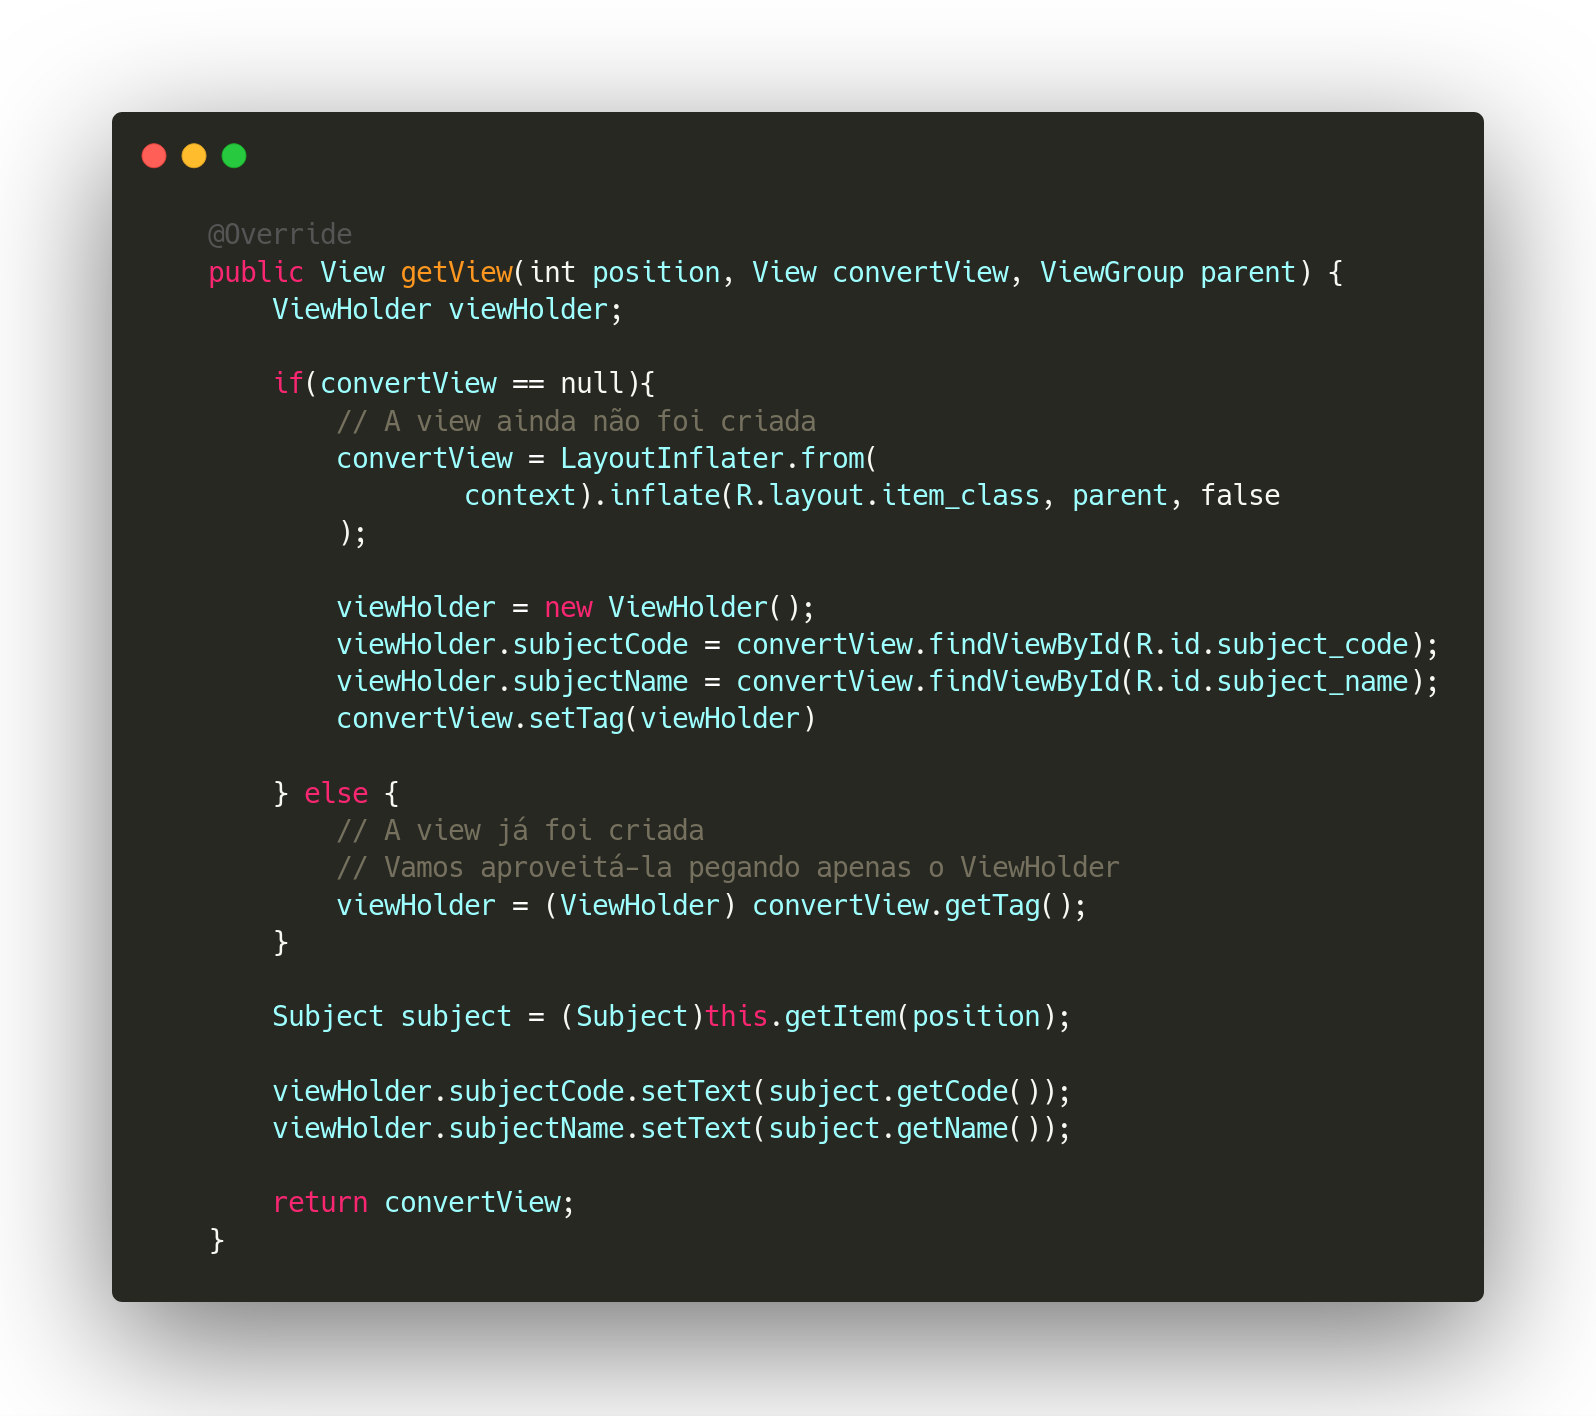 @Override
public View getView(int position, View convertView, ViewGroup parent) {
    ViewHolder viewHolder;

    if(convertView == null){
        // A view ainda não foi criada
        convertView = LayoutInflater.from(
                context).inflate(R.layout.item_class, parent, false
        );

        viewHolder = new ViewHolder();
        viewHolder.subjectCode = convertView.findViewById(R.id.subject_code);
        viewHolder.subjectName = convertView.findViewById(R.id.subject_name);
        convertView.setTag(viewHolder)

    } else {
        // A view já foi criada
        // Vamos aproveitá-la pegando apenas o ViewHolder
        viewHolder = (ViewHolder) convertView.getTag();
    }

    Subject subject = (Subject)this.getItem(position);

    viewHolder.subjectCode.setText(subject.getCode());
    viewHolder.subjectName.setText(subject.getName());

    return convertView;
}